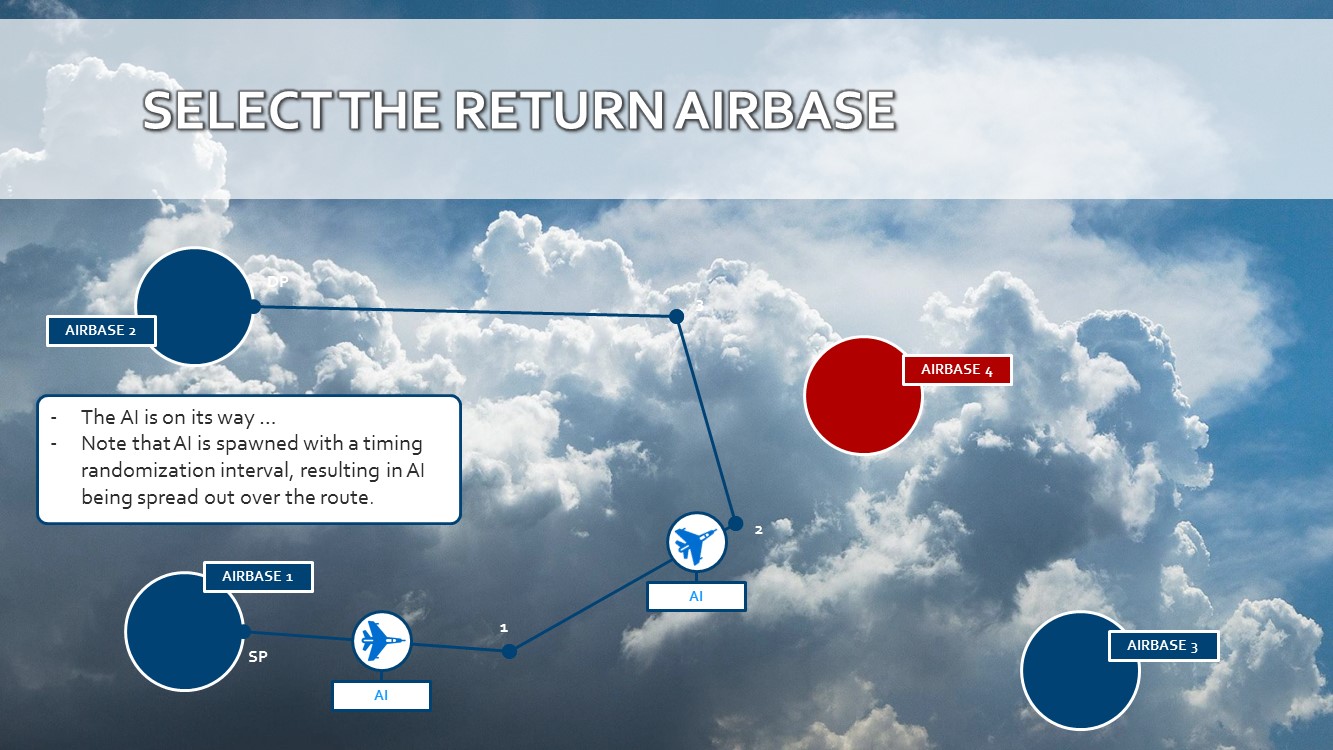 SELECT THE RETURN AIRBASE
DP
3
AIRBASE 2
AIRBASE 4
- The AI is on its way ...
- Note that AI is spawned with a timing
randomization interval, resulting in AI
being spread out over the route.
2
AIRBASE 1
AI
1
AIRBASE 3
SP
AI